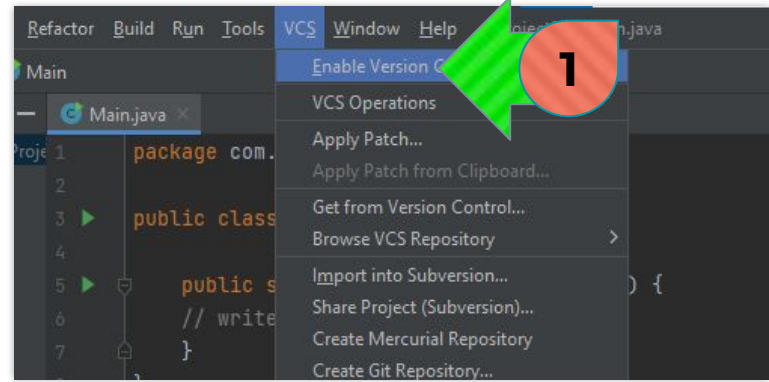 Refactor Build Run Tools VCS Window Help
Main
Enable Version
1
Main.java
VCS Operations
Apply Patch...
Apply Patch from Clipboard...
Get from Version Control...
Browse VCS Repository
Import into Subversion...
Share Project (Subversion)...
Create Mercurial Repository
Create Git Repository...
1 package com.
2
3 public class
4
5 public s ) {
6 // write
7 }